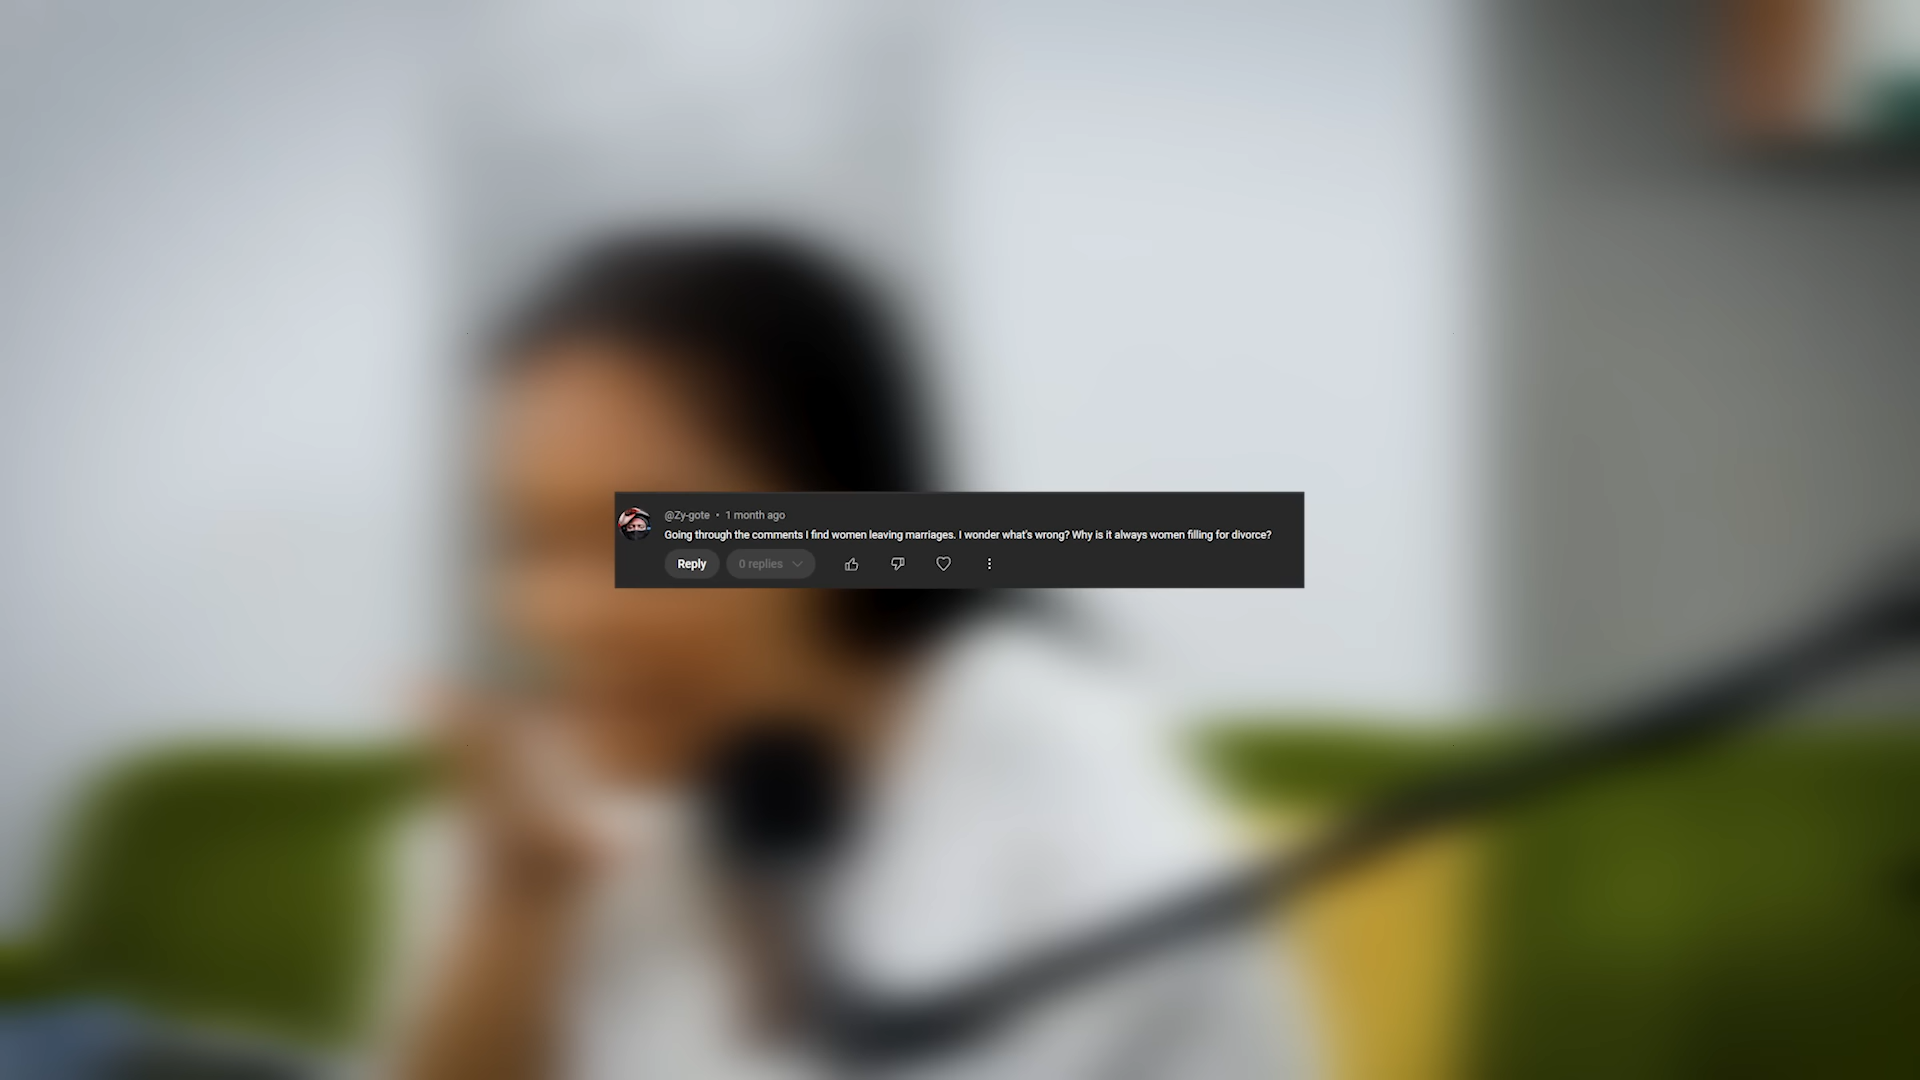 @Zy-gote • 1 month ago
Going through the comments I find women leaving marriages. I wonder what's wrong? Why is it always women filling for divorce?
Reply 0 replies